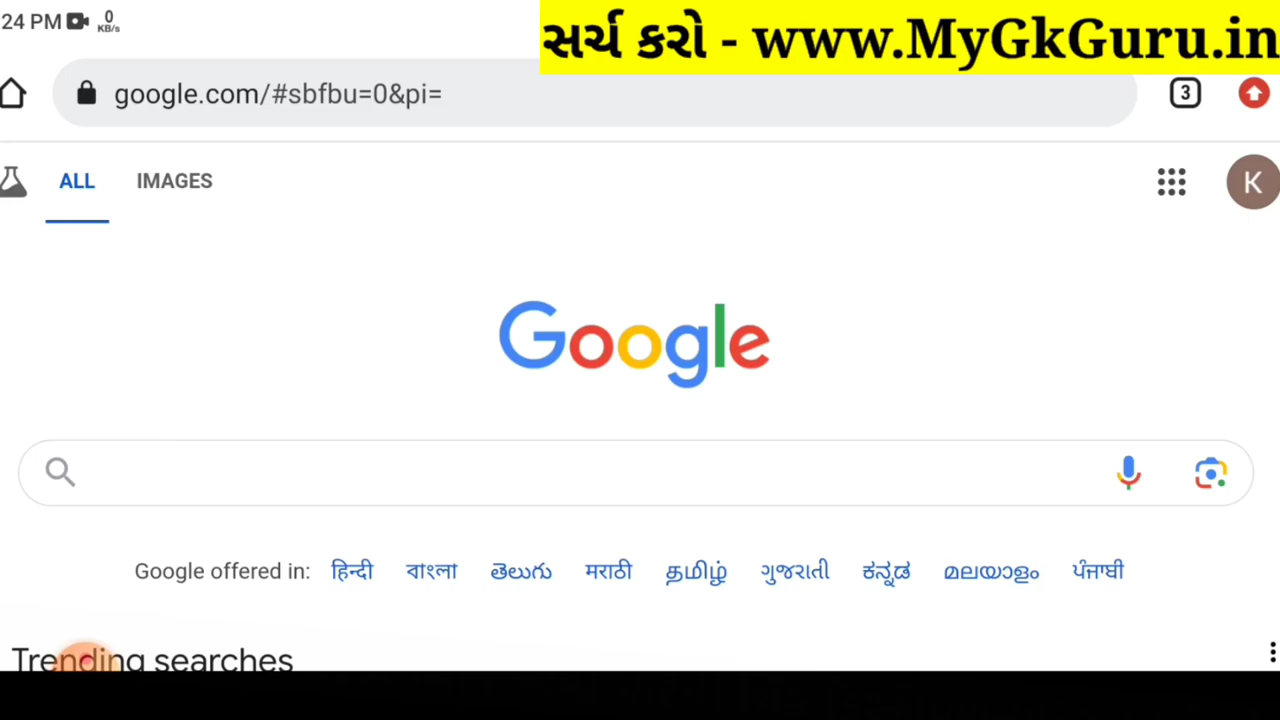 24 PM 0 KB/s
સર્ચ કરો - www.MyGkGuru.in
google.com/#sbfbu=0&pi=
3
ALL IMAGES
K
Google
Google offered in: हिन्दी বাংলা తెలుగు मराठी தமிழ் ગુજરાતી ಕನ್ನಡ മലയാളം ਪੰਜਾਬੀ
Trending searches